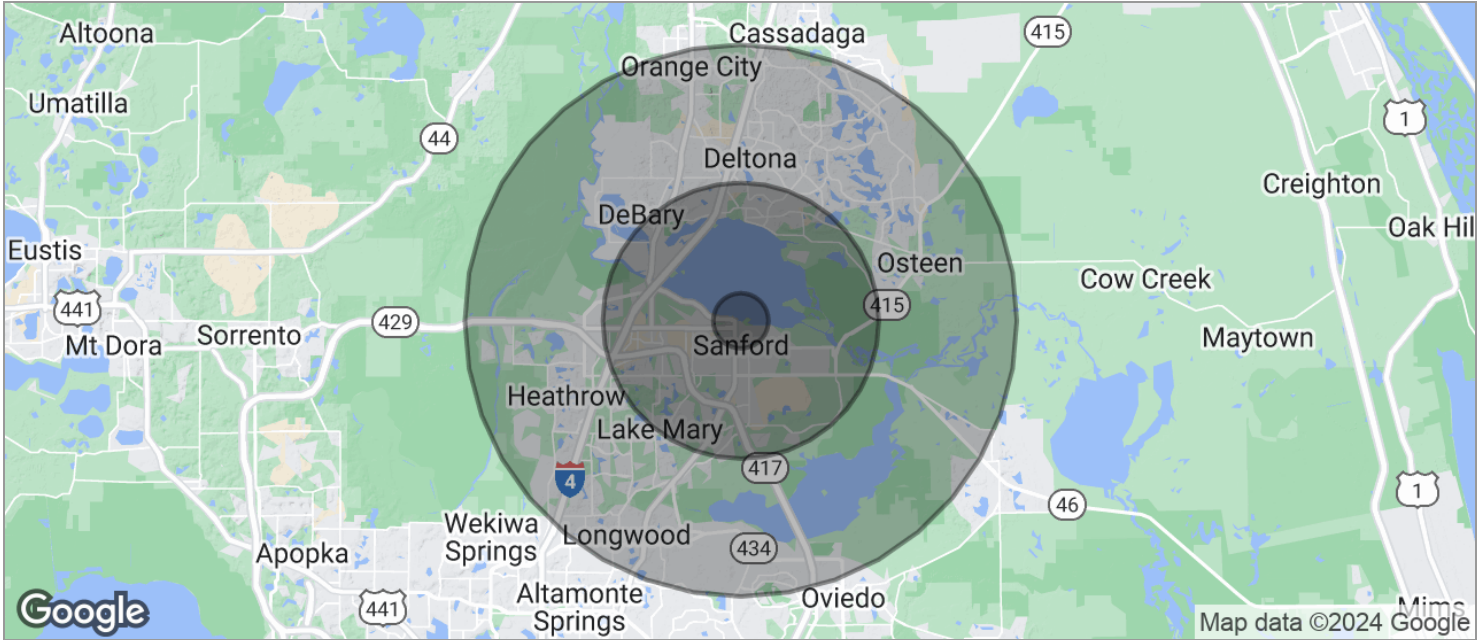 Altoona
Cassadaga
415
Orange City
Umatilla
1
44
Deltona
Creighton
DeBary
Oak Hil
Eustis
Osteen
Cow Creek
441
415
429
Sorrento
Mt Dora
Sanford
Maytown
Heathrow
Lake Mary
417
4
1
46
Wekiwa
Springs
Longwood
434
Apopka
Altamonte
Springs
Oviedo
441
Google
Mims
Map data ©2024 Google